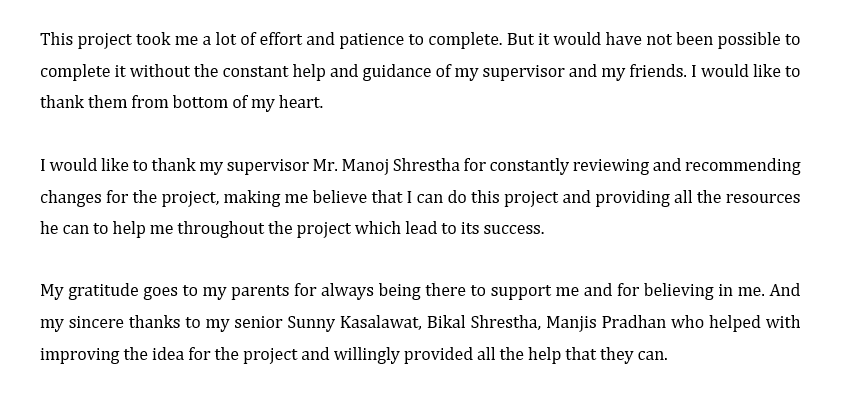 This project took me a lot of effort and patience to complete. But it would have not been possible to
complete it without the constant help and guidance of my supervisor and my friends. I would like to
thank them from bottom of my heart.
I would like to thank my supervisor Mr. Manoj Shrestha for constantly reviewing and recommending
changes for the project, making me believe that I can do this project and providing all the resources
he can to help me throughout the project which lead to its success.
My gratitude goes to my parents for always being there to support me and for believing in me. And
my sincere thanks to my senior Sunny Kasalawat, Bikal Shrestha, Manjis Pradhan who helped with
improving the idea for the project and willingly provided all the help that they can.